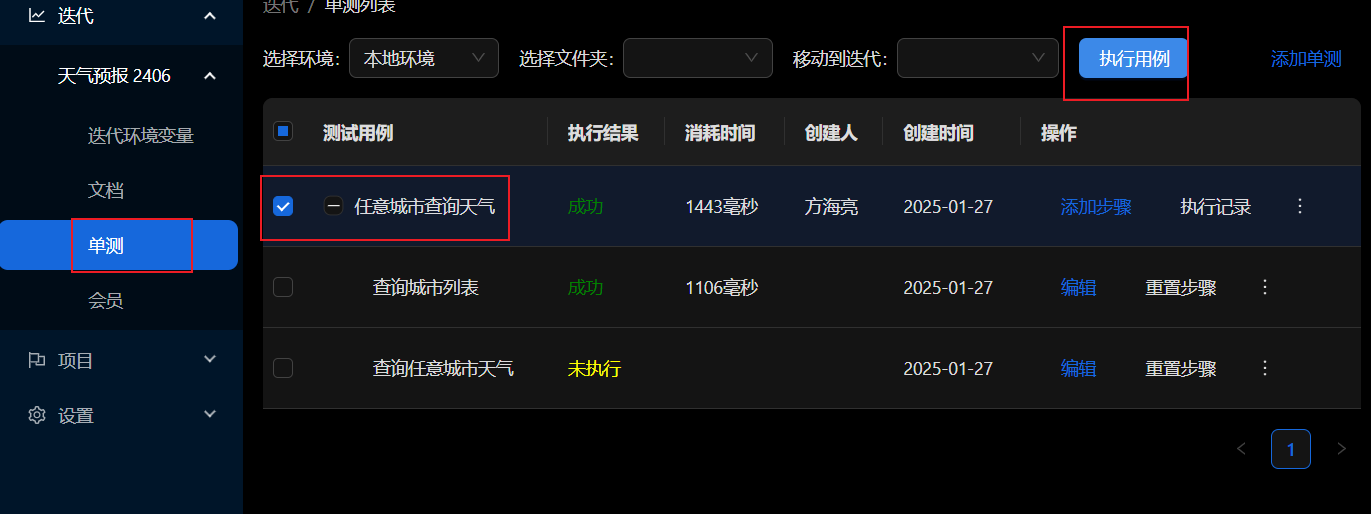 迭代 / 单测列表
迭代
天气预报 2406
迭代环境变量
文档
单测
会员
项目
设置
选择环境: 本地环境 选择文件夹: 移动到迭代: 执行用例 添加单测
测试用例 执行结果 消耗时间 创建人 创建时间 操作
任意城市查询天气 成功 1443毫秒 方海亮 2025-01-27 添加步骤 执行记录
查询城市列表 成功 1106毫秒 2025-01-27 编辑 重置步骤
查询任意城市天气 未执行 2025-01-27 编辑 重置步骤
1